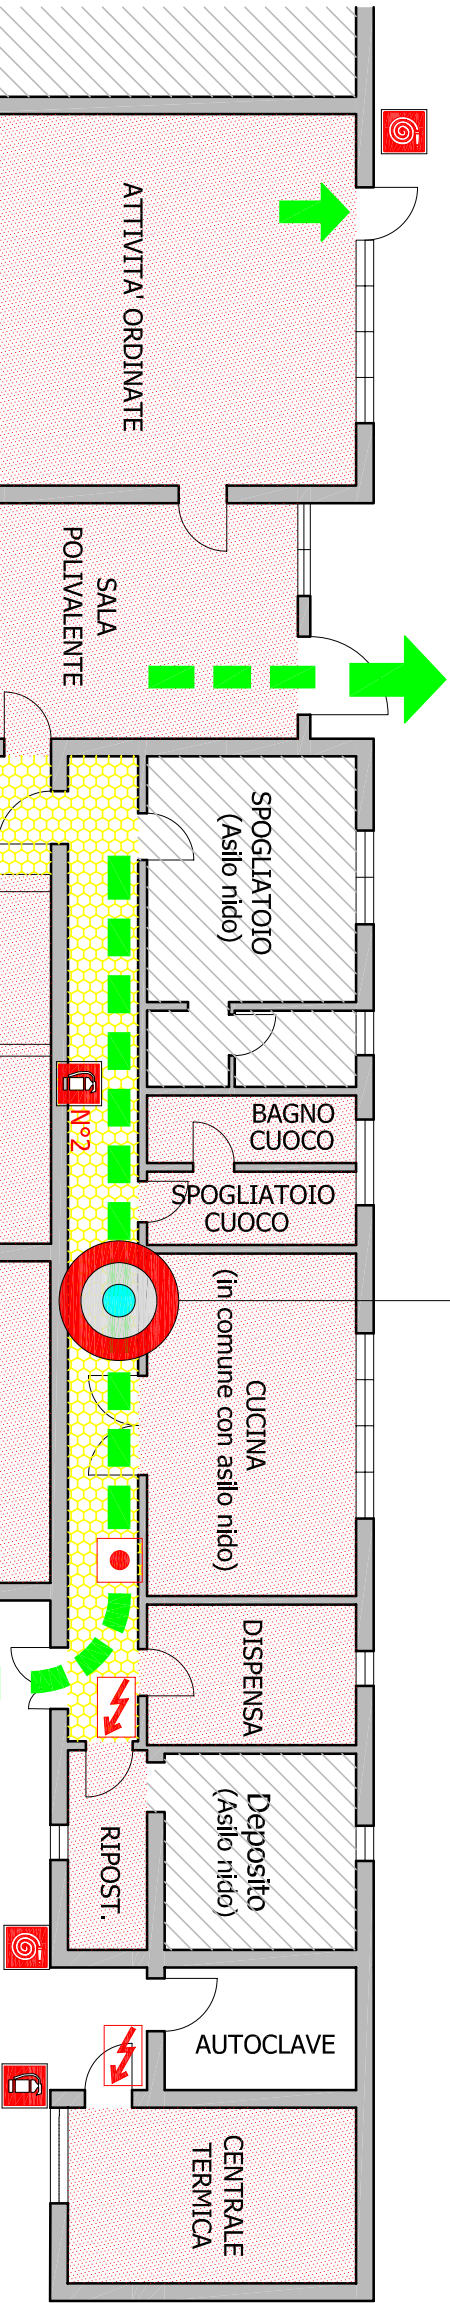 ATTIVITA' ORDINATE
SALA
POLIVALENTE
SPOGLIATOIO
(Asilo nido)
N°2
BAGNO
CUOCO
SPOGLIATOIO
CUOCO
CUCINA
(in comune con asilo nido)
DISPENSA
Deposito
(Asilo nido)
RIPOST.
AUTOCLAVE
CENTRALE
TERMICA